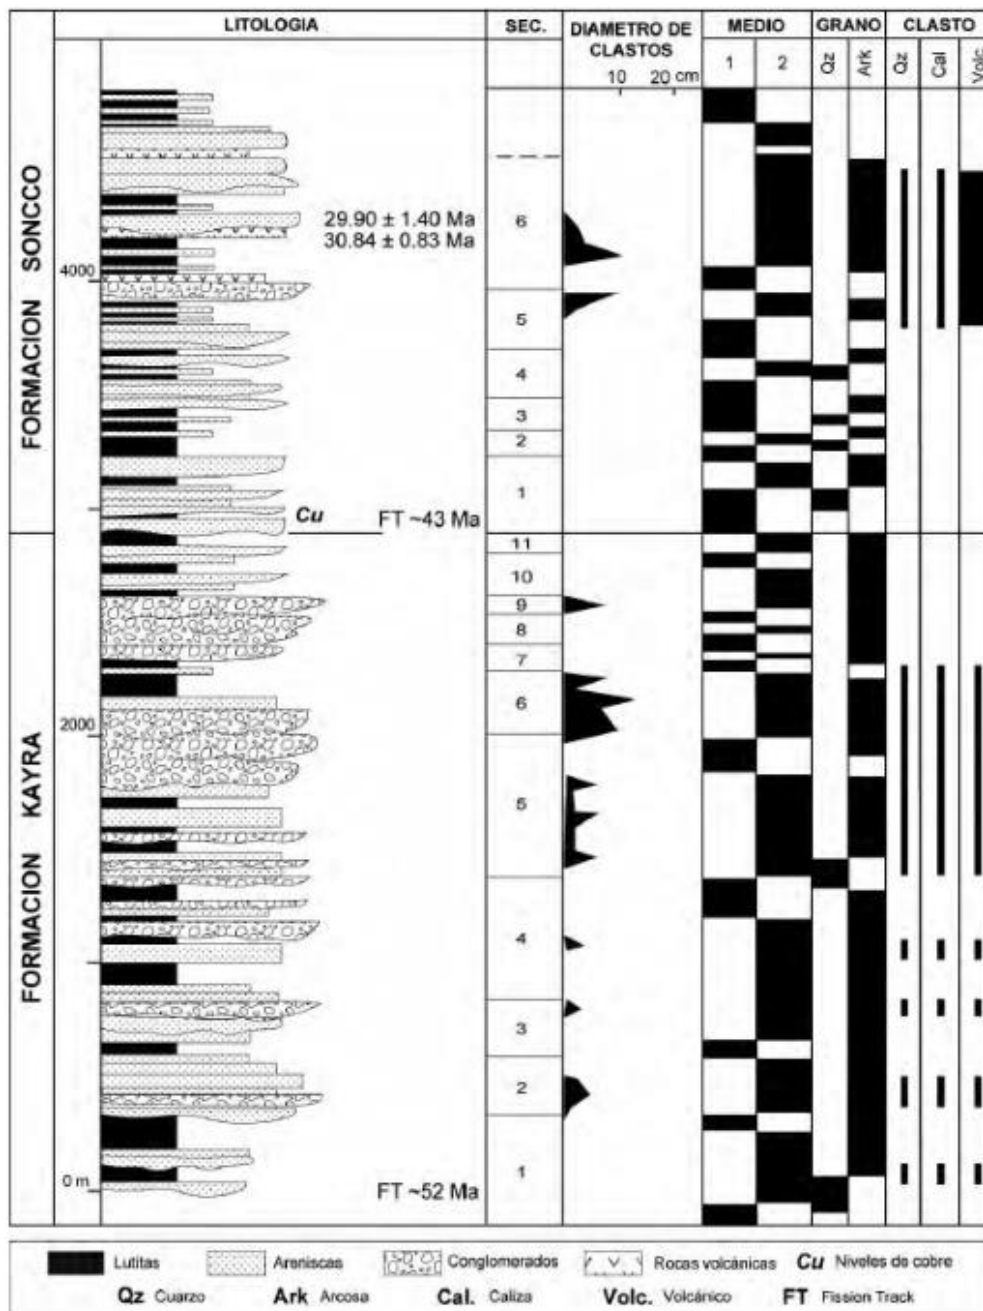 LITOLOGIA SEC. DIAMETRO DE CLASTOS MEDIO GRANO CLASTO
10 20 cm 1 2 Qz Ark Qz Cal Volc
FORMACION SONCCO
29.90 ± 1.40 Ma
6
30.84 ± 0.83 Ma
4000
5
4
3
2
1
Cu FT ~43 Ma
FORMACION KAYRA
11
10
9
8
7
6
2000
5
4
3
2
1
0 m FT ~52 Ma
Lutitas Areniscas Conglomerados Rocas volcánicas Cu Niveles de cobre
Qz Cuarzo Ark Arcosa Cal. Caliza Volc. Volcánico FT Fission Track